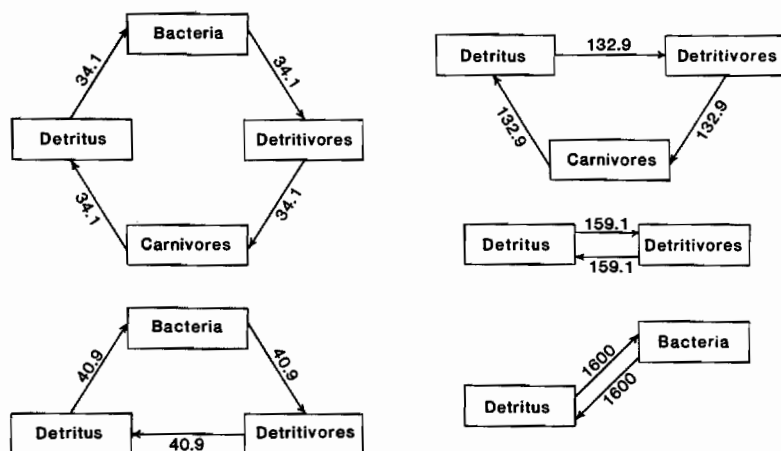 Bacteria
34.1
34.1
Detritus
Detritivores
34.1
34.1
Carnivores
Detritus
132.9
Detritivores
132.9
132.9
Carnivores
159.1
Detritus
Detritivores
159.1
Bacteria
40.9
40.9
Detritus
Detritivores
40.9
Bacteria
1600
1600
Detritus